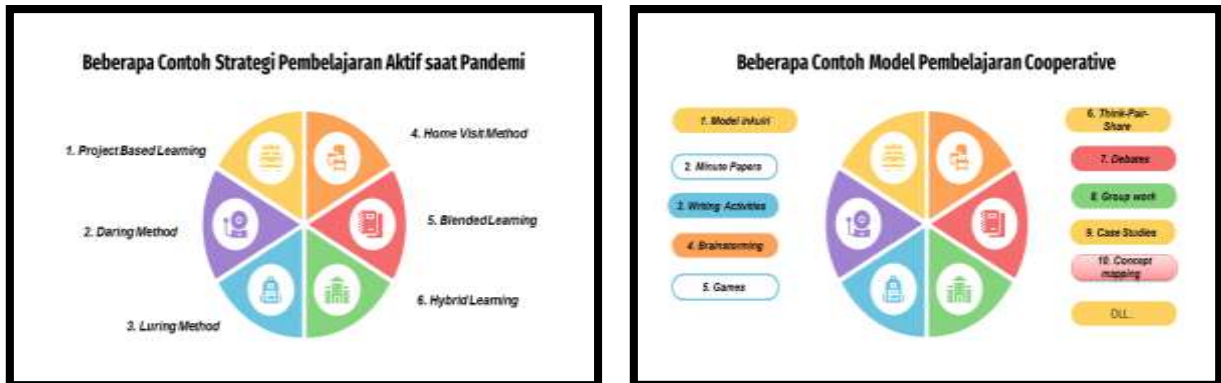 Beberapa Contoh Strategi Pembelajaran Aktif saat Pandemi
1. Project Based Learning
2. Daring Method
3. Luring Method
4. Home Visit Method
5. Blended Learning
6. Hybrid Learning
Beberapa Contoh Model Pembelajaran Cooperative
1. Model inkuiri
2. Minute Papers
3. Writing Activities
4. Brainstorming
5. Games
6. Think-Pair-
Share
7. Debates
8. Group work
9. Case Studies
10. Concept
mapping
DLL..